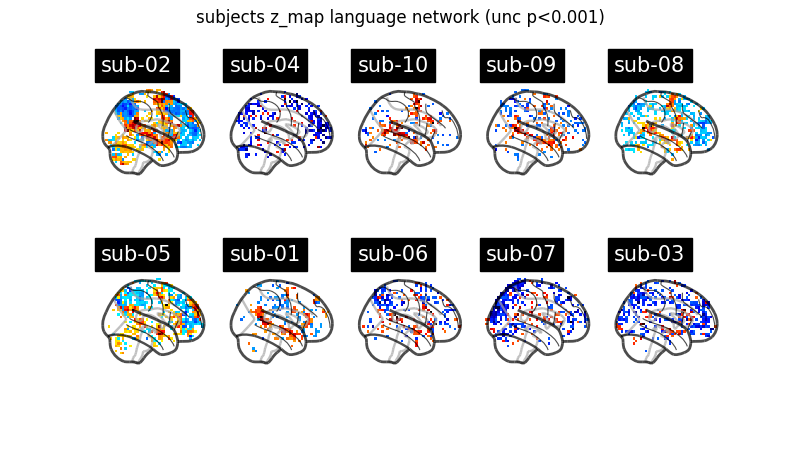 subjects z_map language network (unc p<0.001)
sub-02 sub-04 sub-10 sub-09 sub-08
sub-05 sub-01 sub-06 sub-07 sub-03